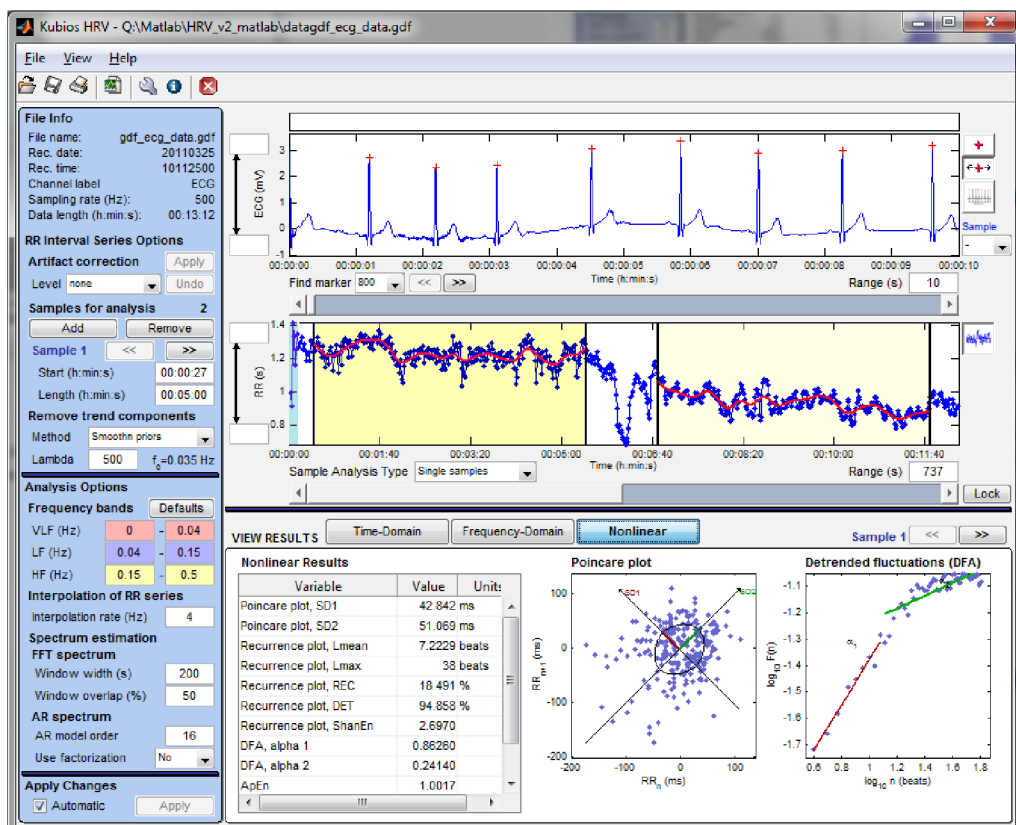 Kubios HRV - Q:\Matlab\HRV_v2_matlab\datagdf_ecg_data.gdf
File View Help
File Info
File name: gdf_ecg_data.gdf
Rec. date: 20110325
Rec. time: 10112500
Channel label ECG
Sampling rate (Hz): 500
Data length (h:min:s): 00:13:12
RR Interval Series Options
Artifact correction Apply
Level none Undo
Samples for analysis 2
Add Remove
Sample 1 << >>
Start (h:min:s) 00:00:27
Length (h:min:s) 00:05:00
Remove trend components
Method Smoothn priors
Lambda 500 fc=0.035 Hz
Analysis Options
Frequency bands Defaults
VLF (Hz) 0 - 0.04
LF (Hz) 0.04 - 0.15
HF (Hz) 0.15 - 0.5
Interpolation of RR series
Interpolation rate (Hz) 4
Spectrum estimation
FFT spectrum
Window width (s) 200
Window overlap (%) 50
AR spectrum
AR model order 16
Use factorization No
Apply Changes
Automatic Apply
ECG (mV)
3
2
1
0
-1
00:00:00 00:00:01 00:00:02 00:00:03 00:00:04 00:00:05 00:00:06 00:00:07 00:00:08 00:00:09 00:00:10
Sample
-
Find marker 800 << >> Time (h:min:s) Range (s) 10
RR (s)
1.4
1.2
1
0.8
00:00:00 00:01:40 00:03:20 00:05:00 00:06:40 00:08:20 00:10:00 00:11:40
Sample Analysis Type Single samples Time (h:min:s) Range (s) 737
Lock
VIEW RESULTS Time-Domain Frequency-Domain Nonlinear Sample 1 << >>
Nonlinear Results
Variable Value Units
Poincare plot, SD1 42.842 ms
Poincare plot, SD2 51.069 ms
Recurrence plot, Lmean 7.2229 beats
Recurrence plot, Lmax 38 beats
Recurrence plot, REC 18.491 %
Recurrence plot, DET 94.858 %
Recurrence plot, ShanEn 2.6970
DFA, alpha 1 0.86260
DFA, alpha 2 0.24140
ApEn 1.0017
Poincare plot
SD1 SD2
RRn+1 (ms)
100
0
-100
-200
-200 -100 0 100
RRn (ms)
Detrended fluctuations (DFA)
log10 F(n)
-1.1
-1.2
-1.3
-1.4
-1.5
-1.6
-1.7
0.6 0.8 1 1.2 1.4 1.6 1.8
log10 n (beats)